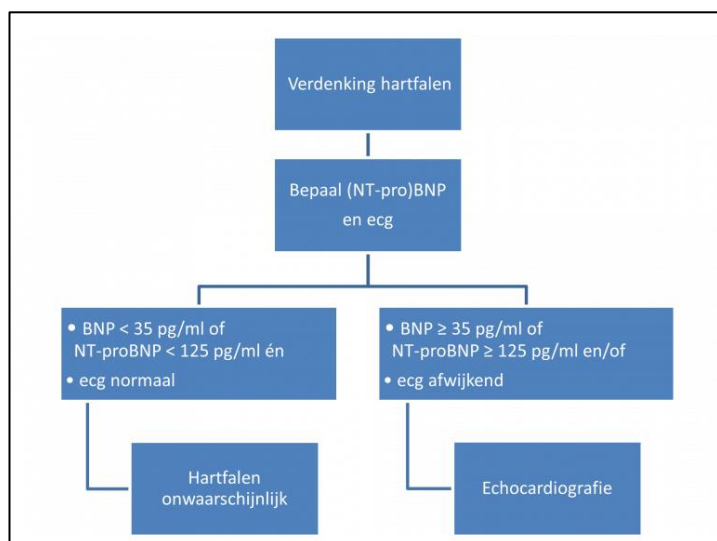 Verdenking hartfalen
Bepaal (NT-pro)BNP
en ecg
• BNP < 35 pg/ml of
NT-proBNP < 125 pg/ml én
• ecg normaal
• BNP ≥ 35 pg/ml of
NT-proBNP ≥ 125 pg/ml en/of
• ecg afwijkend
Hartfalen
onwaarschijnlijk
Echocardiografie